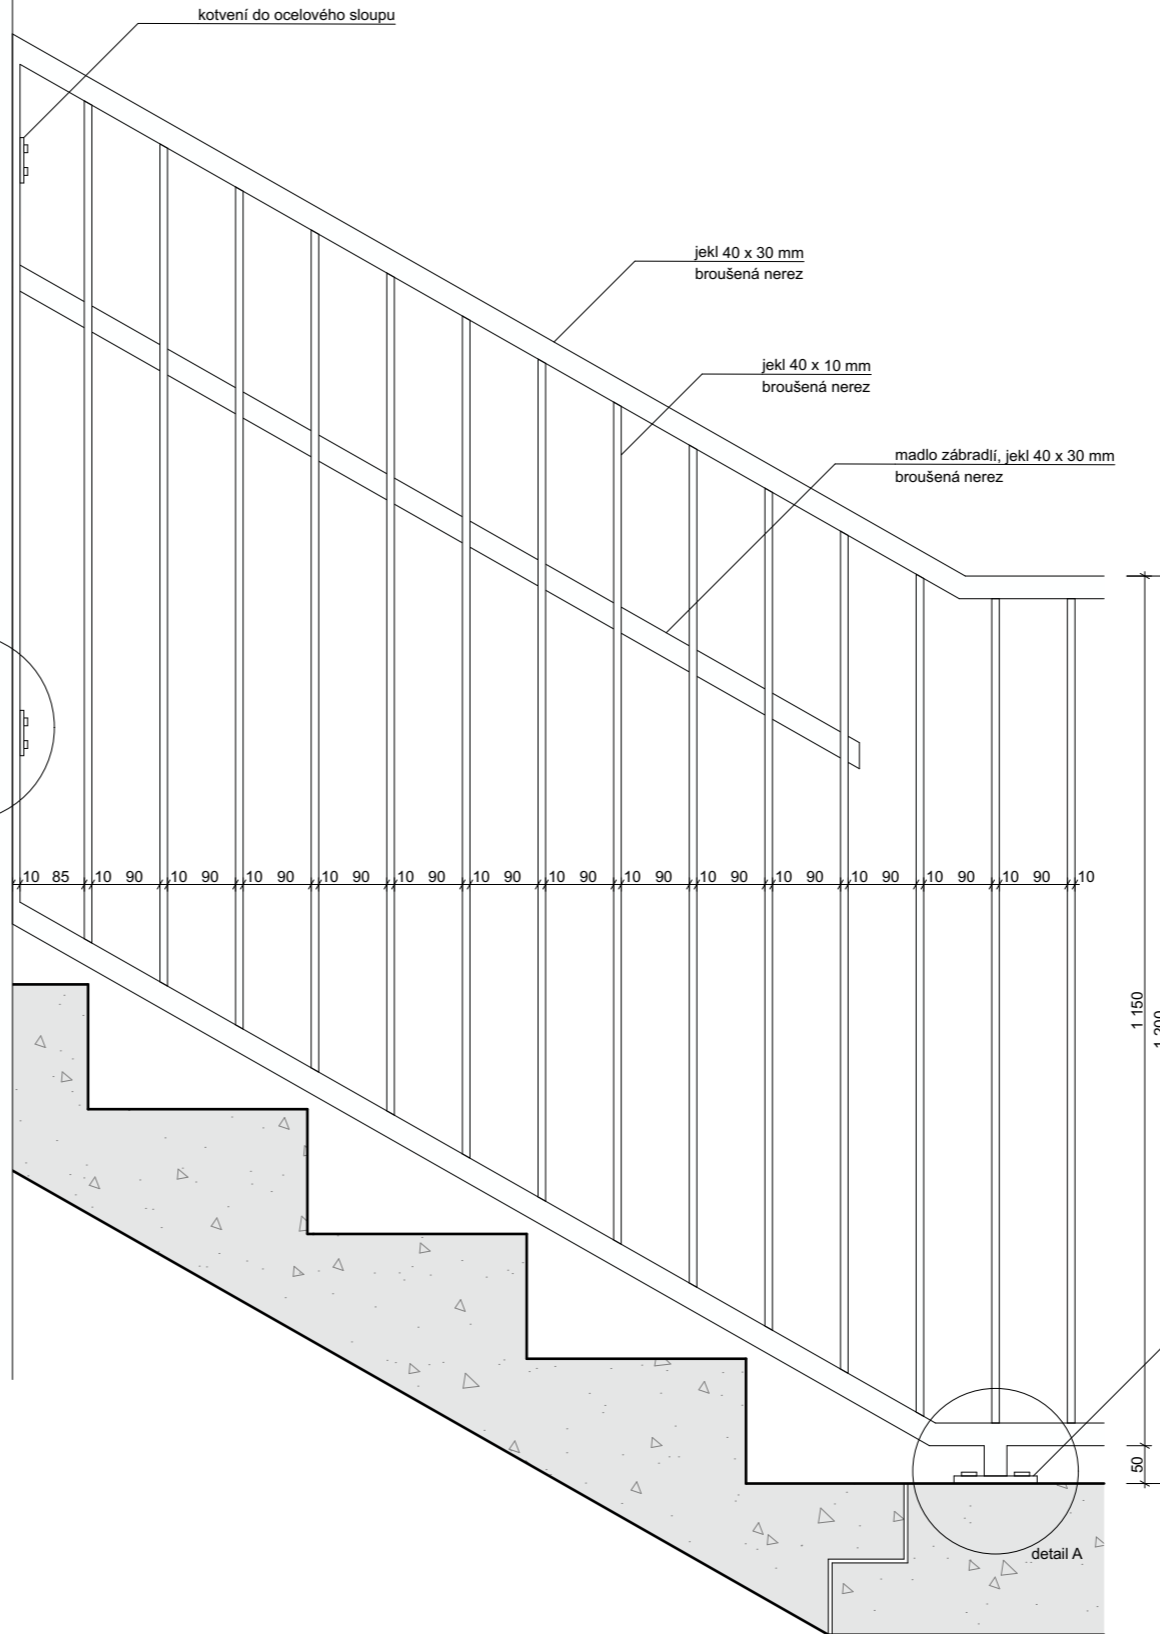 kotvení do ocelového sloupu
jekl 40 x 30 mm
broušená nerez
jekl 40 x 10 mm
broušená nerez
madlo zábradlí, jekl 40 x 30 mm
broušená nerez
10 85 10 90 10 90 10 90 10 90 10 90 10 90 10 90 10 90 10 90 10 90 10 90 10 90 10 90 10
1 150
1 200
50
detail A